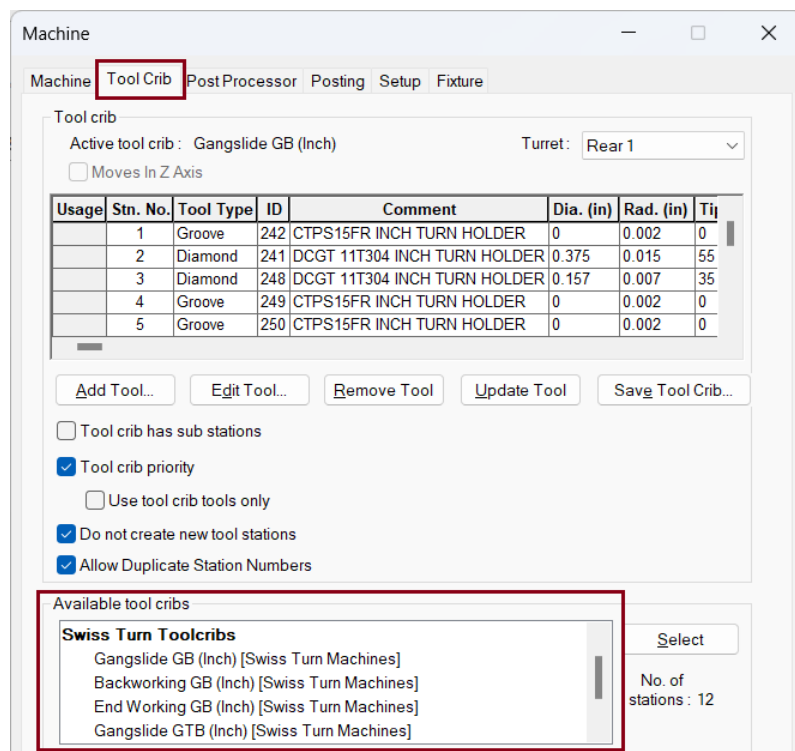 Machine
Machine Tool Crib Post Processor Posting Setup Fixture
Tool crib
Active tool crib : Gangslide GB (Inch) Turret : Rear 1
Moves In Z Axis
Usage Stn. No. Tool Type ID Comment Dia. (in) Rad. (in) Tip
1 Groove 242 CTPS15FR INCH TURN HOLDER 0 0.002 0
2 Diamond 241 DCGT 11T304 INCH TURN HOLDER 0.375 0.015 55
3 Diamond 248 DCGT 11T304 INCH TURN HOLDER 0.157 0.007 35
4 Groove 249 CTPS15FR INCH TURN HOLDER 0 0.002 0
5 Groove 250 CTPS15FR INCH TURN HOLDER 0 0.002 0
Add Tool... Edit Tool... Remove Tool Update Tool Save Tool Crib...
Tool crib has sub stations
Tool crib priority
Use tool crib tools only
Do not create new tool stations
Allow Duplicate Station Numbers
Available tool cribs
Swiss Turn Toolcribs
Gangslide GB (Inch) [Swiss Turn Machines]
Backworking GB (Inch) [Swiss Turn Machines]
End Working GB (Inch) [Swiss Turn Machines]
Gangslide GTB (Inch) [Swiss Turn Machines]
Select
No. of
stations : 12